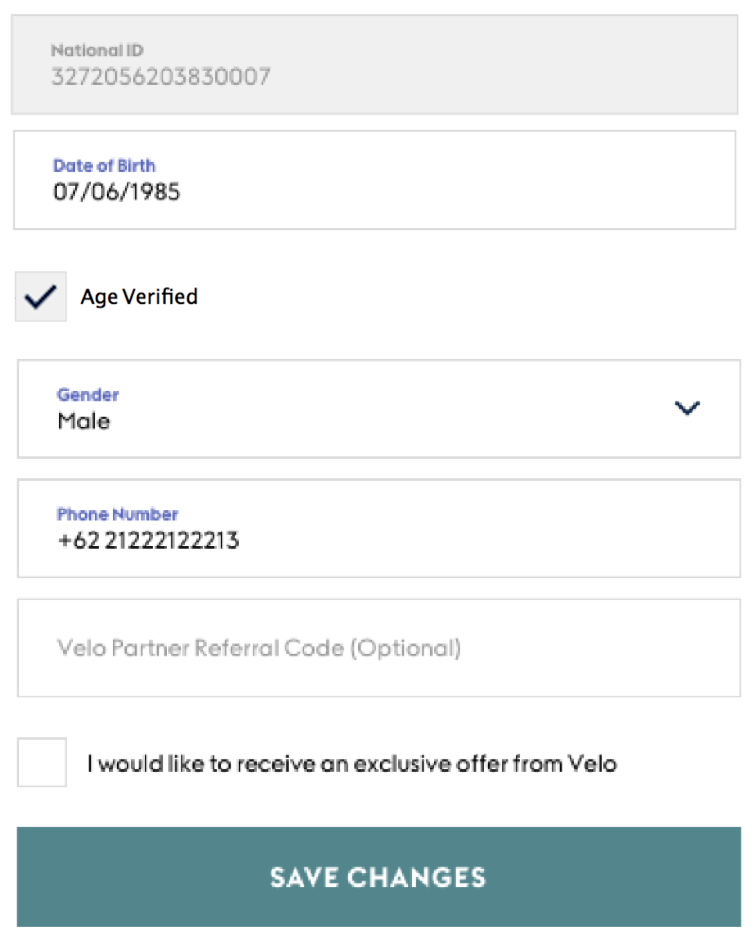 National ID
3272056203830007
Date of Birth
07/06/1985
Age Verified
Gender
Male
Phone Number
+62 21222122213
Velo Partner Referral Code (Optional)
I would like to receive an exclusive offer from Velo
SAVE CHANGES